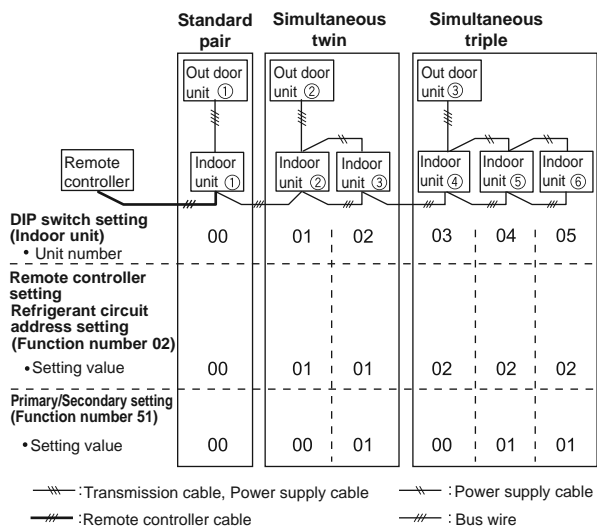 Standard pair
Simultaneous twin
Simultaneous triple
Out door unit ①
Out door unit ②
Out door unit ③
Remote controller
Indoor unit ①
Indoor unit ②
Indoor unit ③
Indoor unit ④
Indoor unit ⑤
Indoor unit ⑥
DIP switch setting
(Indoor unit)
• Unit number
00 01 02 03 04 05
Remote controller
setting
Refrigerant circuit
address setting
(Function number 02)
•Setting value 00 01 01 02 02 02
Primary/Secondary setting
(Function number 51)
•Setting value 00 00 01 00 01 01
:Transmission cable, Power supply cable
:Power supply cable
:Remote controller cable
:Bus wire